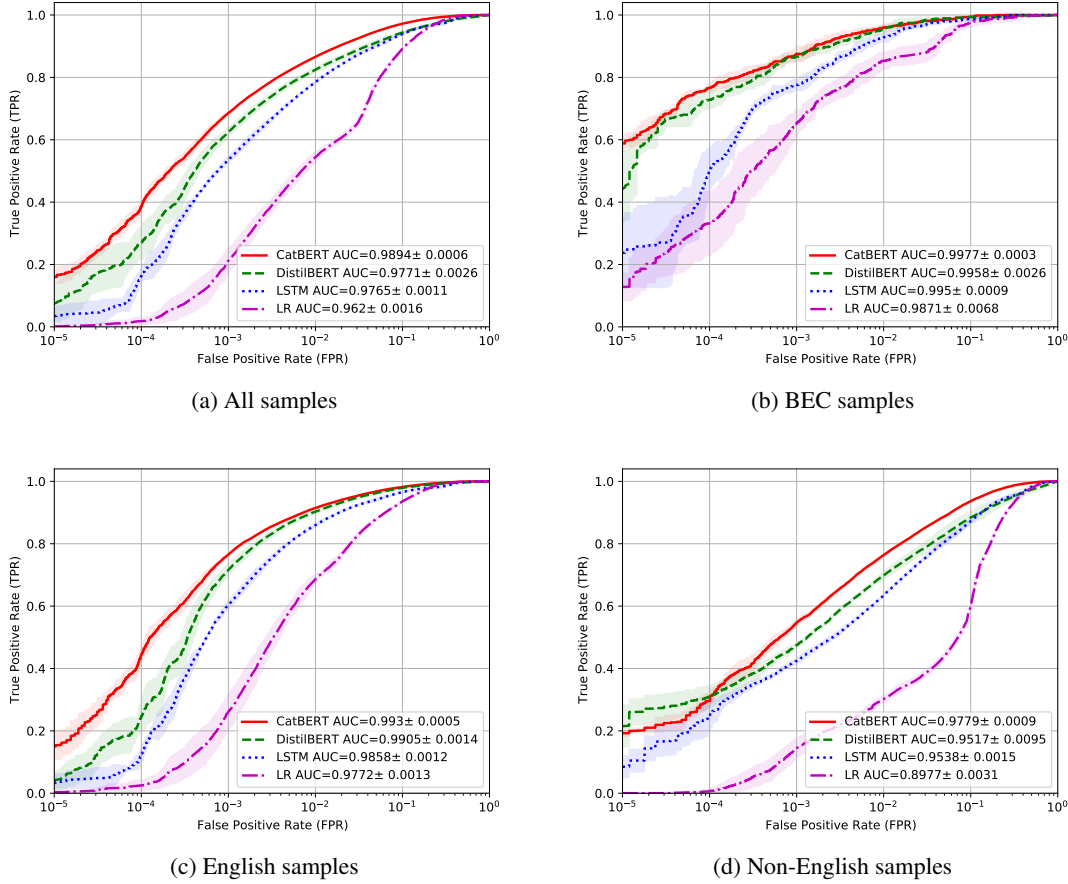 1.0
0.8
0.6
0.4
0.2
0.0
True Positive Rate (TPR)
CatBERT AUC=0.9894± 0.0006
DistilBERT AUC=0.9771± 0.0026
LSTM AUC=0.9765± 0.0011
LR AUC=0.962± 0.0016
10⁻⁵ 10⁻⁴ 10⁻³ 10⁻² 10⁻¹ 10⁰
False Positive Rate (FPR)
(a) All samples
1.0
0.8
0.6
0.4
0.2
0.0
True Positive Rate (TPR)
CatBERT AUC=0.9977± 0.0003
DistilBERT AUC=0.9958± 0.0026
LSTM AUC=0.995± 0.0009
LR AUC=0.9871± 0.0068
10⁻⁵ 10⁻⁴ 10⁻³ 10⁻² 10⁻¹ 10⁰
False Positive Rate (FPR)
(b) BEC samples
1.0
0.8
0.6
0.4
0.2
0.0
True Positive Rate (TPR)
CatBERT AUC=0.993± 0.0005
DistilBERT AUC=0.9905± 0.0014
LSTM AUC=0.9858± 0.0012
LR AUC=0.9772± 0.0013
10⁻⁵ 10⁻⁴ 10⁻³ 10⁻² 10⁻¹ 10⁰
False Positive Rate (FPR)
(c) English samples
1.0
0.8
0.6
0.4
0.2
0.0
True Positive Rate (TPR)
CatBERT AUC=0.9779± 0.0009
DistilBERT AUC=0.9517± 0.0095
LSTM AUC=0.9538± 0.0015
LR AUC=0.8977± 0.0031
10⁻⁵ 10⁻⁴ 10⁻³ 10⁻² 10⁻¹ 10⁰
False Positive Rate (FPR)
(d) Non-English samples